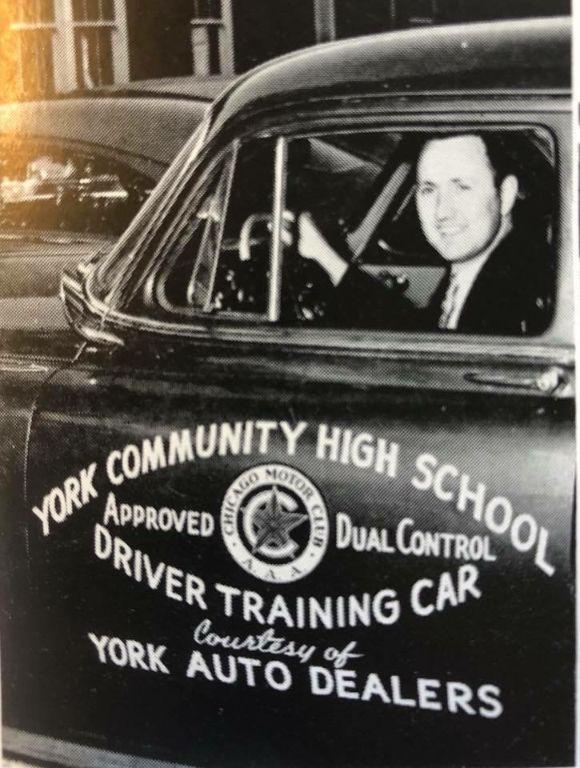 YORK COMMUNITY HIGH SCHOOL
APPROVED DUAL CONTROL
CHICAGO MOTOR CLUB
A.A.A.
DRIVER TRAINING CAR
Courtesy of
YORK AUTO DEALERS